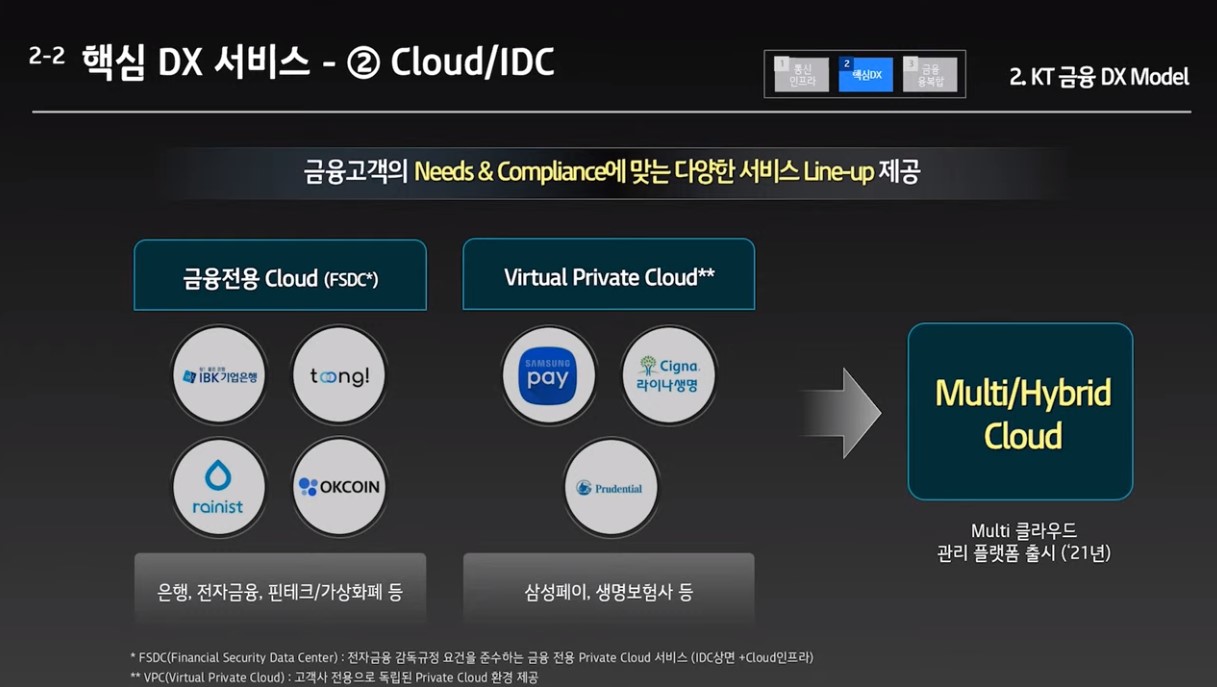 2-2 핵심 DX 서비스 - ② Cloud/IDC
1 통신 인프라
2 핵심DX
3 금융 융복합
2. KT 금융 DX Model
금융고객의 Needs & Compliance에 맞는 다양한 서비스 Line-up 제공
금융전용 Cloud (FSDC*)
Virtual Private Cloud**
IBK기업은행
toong!
SAMSUNG
pay
Cigna.
라이나생명
rainist
OKCOIN
Prudential
Multi/Hybrid
Cloud
Multi 클라우드
관리 플랫폼 출시 ('21년)
은행, 전자금융, 핀테크/가상화폐 등
삼성페이, 생명보험사 등
* FSDC(Financial Security Data Center) : 전자금융 감독규정 요건을 준수하는 금융 전용 Private Cloud 서비스 (IDC상면 +Cloud인프라)
** VPC(Virtual Private Cloud) : 고객사 전용으로 독립된 Private Cloud 환경 제공